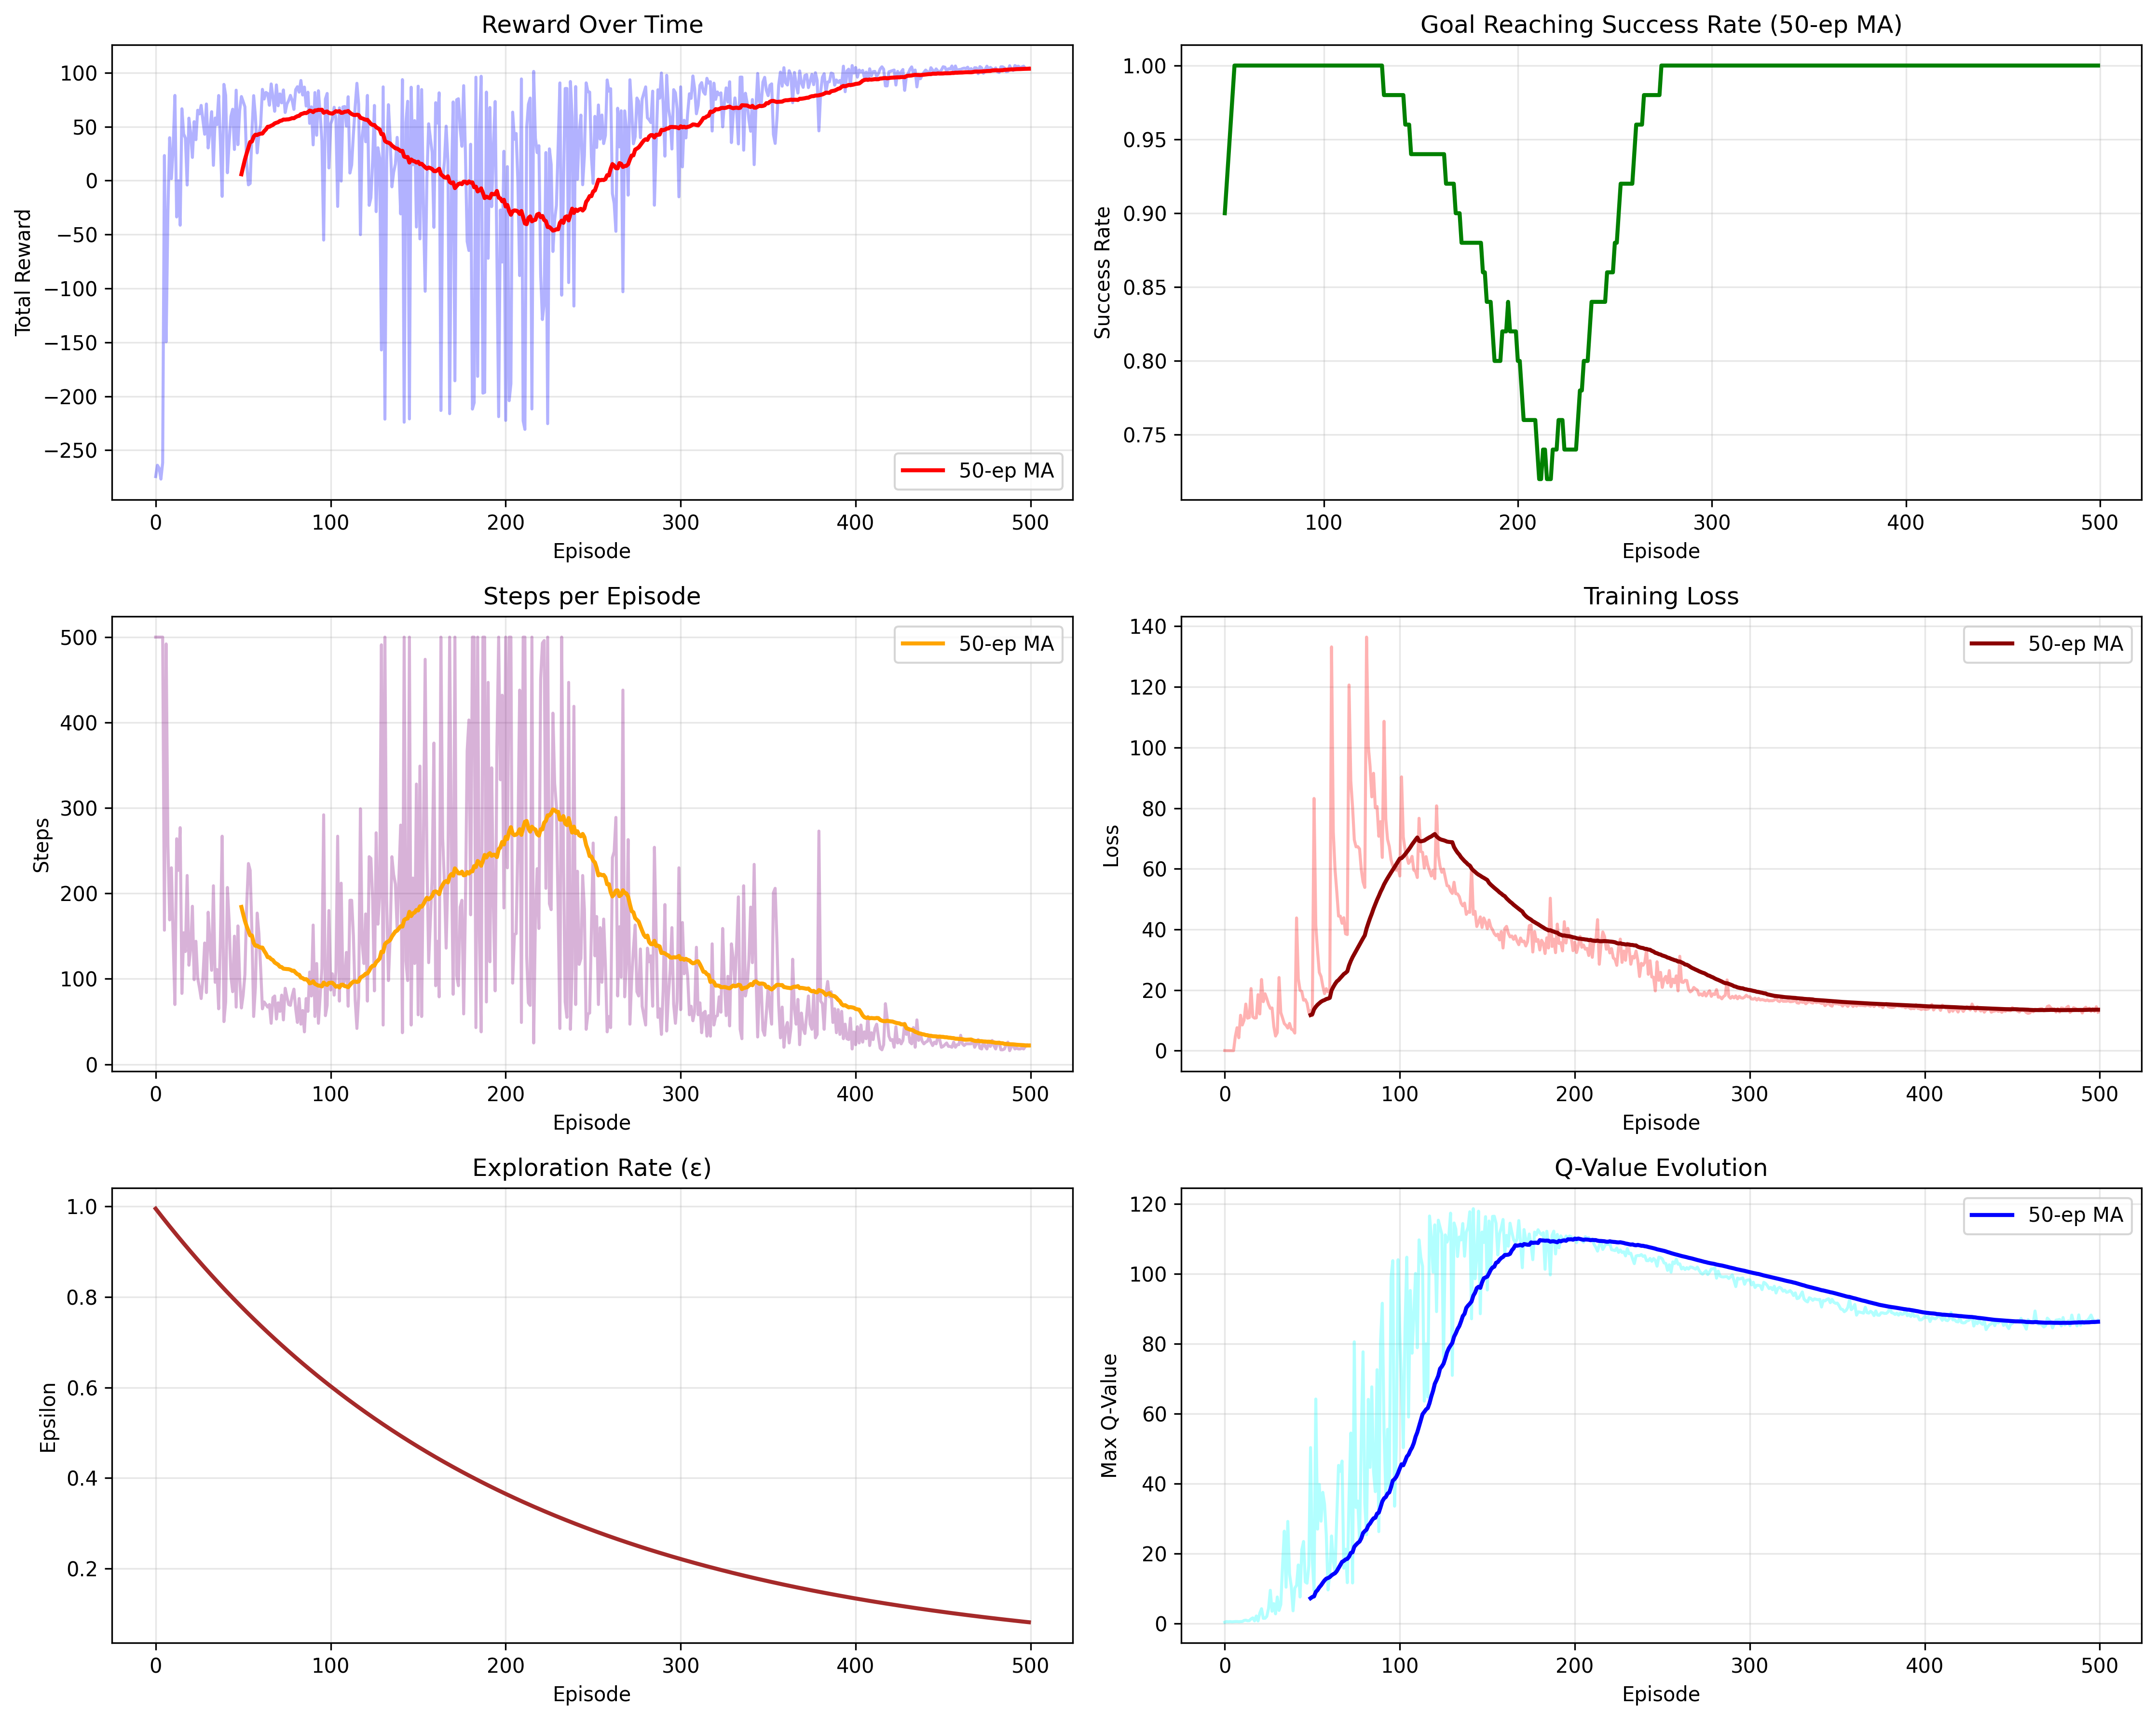 Reward Over Time
Total Reward
100
50
0
−50
−100
−150
−200
−250
50-ep MA
0 100 200 300 400 500
Episode
Goal Reaching Success Rate (50-ep MA)
Success Rate
1.00
0.95
0.90
0.85
0.80
0.75
100 200 300 400 500
Episode
Steps per Episode
Steps
500
400
300
200
100
0
50-ep MA
0 100 200 300 400 500
Episode
Training Loss
Loss
140
120
100
80
60
40
20
0
50-ep MA
0 100 200 300 400 500
Episode
Exploration Rate (ε)
Epsilon
1.0
0.8
0.6
0.4
0.2
0 100 200 300 400 500
Episode
Q-Value Evolution
Max Q-Value
120
100
80
60
40
20
0
50-ep MA
0 100 200 300 400 500
Episode